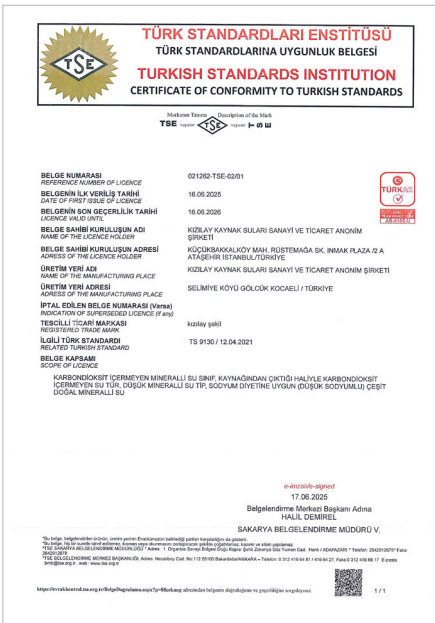 TÜRK STANDARDLARI ENSTİTÜSÜ
TÜRK STANDARDLARINA UYGUNLUK BELGESİ
TURKISH STANDARDS INSTITUTION
CERTIFICATE OF CONFORMITY TO TURKISH STANDARDS
TSE
Markanın Tanımı Description of the Mark
TSE veya/or TSE veya/or
BELGE NUMARASI 021262-TSE-02/01
REFERENCE NUMBER OF LICENCE
TÜRKAK
BELGENİN İLK VERİLİŞ TARİHİ 16.06.2025
DATE OF FIRST ISSUE OF LICENCE
BELGENİN SON GEÇERLİLİK TARİHİ 16.06.2026
LICENCE VALID UNTIL
BELGE SAHİBİ KURULUŞUN ADI KIZILAY KAYNAK SULARI SANAYİ VE TİCARET ANONİM
NAME OF THE LICENCE HOLDER ŞİRKETİ
BELGE SAHİBİ KURULUŞUN ADRESİ KÜÇÜKBAKKALKÖY MAH. RÜSTEMAĞA SK. INMAK PLAZA /2 A
ADRESS OF THE LICENCE HOLDER ATAŞEHİR İSTANBUL/TÜRKİYE
ÜRETİM YERİ ADI KIZILAY KAYNAK SULARI SANAYİ VE TİCARET ANONİM ŞİRKETİ
NAME OF THE MANUFACTURING PLACE
ÜRETİM YERİ ADRESİ SELİMİYE KÖYÜ GÖLCÜK KOCAELİ / TÜRKİYE
ADRESS OF THE MANUFACTURING PLACE
İPTAL EDİLEN BELGE NUMARASI (Varsa)
INDICATION OF SUPERSEDED LICENCE (If any)
TESCİLLİ TİCARİ MARKASI kızılay şekil
REGISTERED TRADE MARK
İLGİLİ TÜRK STANDARDI TS 9130 / 12.04.2021
RELATED TURKISH STANDARD
BELGE KAPSAMI
SCOPE OF LICENCE
KARBONDİOKSİT İÇERMEYEN MİNERALLİ SU SINIF, KAYNAĞINDAN ÇIKTIĞI HALİYLE KARBONDİOKSİT
İÇERMEYEN SU TÜR, DÜŞÜK MİNERALLİ SU TİP, SODYUM DİYETİNE UYGUN (DÜŞÜK SODYUMLU) ÇEŞİT
DOĞAL MİNERALLİ SU
e-imzalı/e-signed
17.06.2025
Belgelendirme Merkezi Başkanı Adına
HALİL DEMİREL
SAKARYA BELGELENDİRME MÜDÜRÜ V.
1 / 1